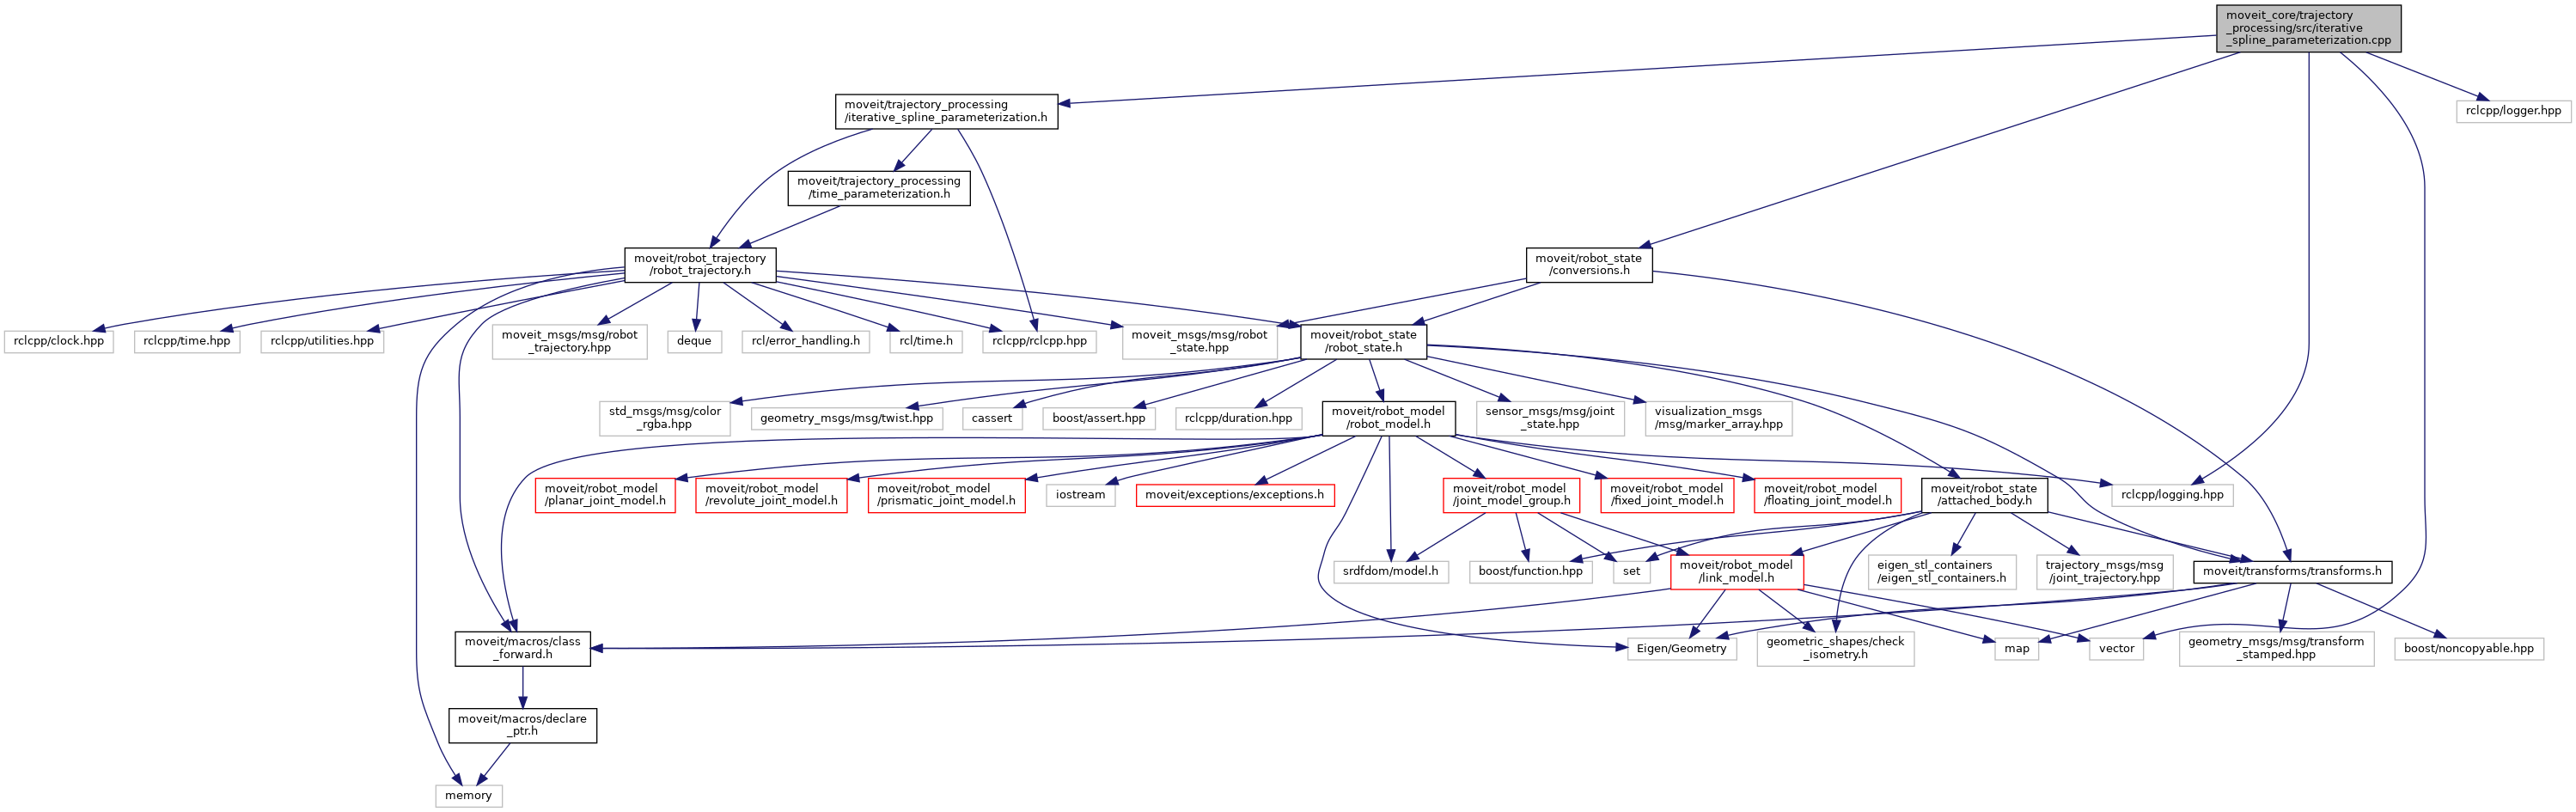 moveit_core/trajectory
_processing/src/iterative
_spline_parameterization.cpp
moveit/trajectory_processing
/iterative_spline_parameterization.h
rclcpp/logger.hpp
moveit/trajectory_processing
/time_parameterization.h
moveit/robot_trajectory
/robot_trajectory.h
moveit/robot_state
/conversions.h
rclcpp/clock.hpp
rclcpp/time.hpp
rclcpp/utilities.hpp
moveit_msgs/msg/robot
_trajectory.hpp
deque
rcl/error_handling.h
rcl/time.h
rclcpp/rclcpp.hpp
moveit_msgs/msg/robot
_state.hpp
moveit/robot_state
/robot_state.h
std_msgs/msg/color
_rgba.hpp
geometry_msgs/msg/twist.hpp
cassert
boost/assert.hpp
rclcpp/duration.hpp
moveit/robot_model
/robot_model.h
sensor_msgs/msg/joint
_state.hpp
visualization_msgs
/msg/marker_array.hpp
moveit/robot_model
/planar_joint_model.h
moveit/robot_model
/revolute_joint_model.h
moveit/robot_model
/prismatic_joint_model.h
iostream
moveit/exceptions/exceptions.h
moveit/robot_model
/joint_model_group.h
moveit/robot_model
/fixed_joint_model.h
moveit/robot_model
/floating_joint_model.h
moveit/robot_state
/attached_body.h
rclcpp/logging.hpp
srdfdom/model.h
boost/function.hpp
set
moveit/robot_model
/link_model.h
eigen_stl_containers
/eigen_stl_containers.h
trajectory_msgs/msg
/joint_trajectory.hpp
moveit/transforms/transforms.h
moveit/macros/class
_forward.h
Eigen/Geometry
geometric_shapes/check
_isometry.h
map
vector
geometry_msgs/msg/transform
_stamped.hpp
boost/noncopyable.hpp
moveit/macros/declare
_ptr.h
memory